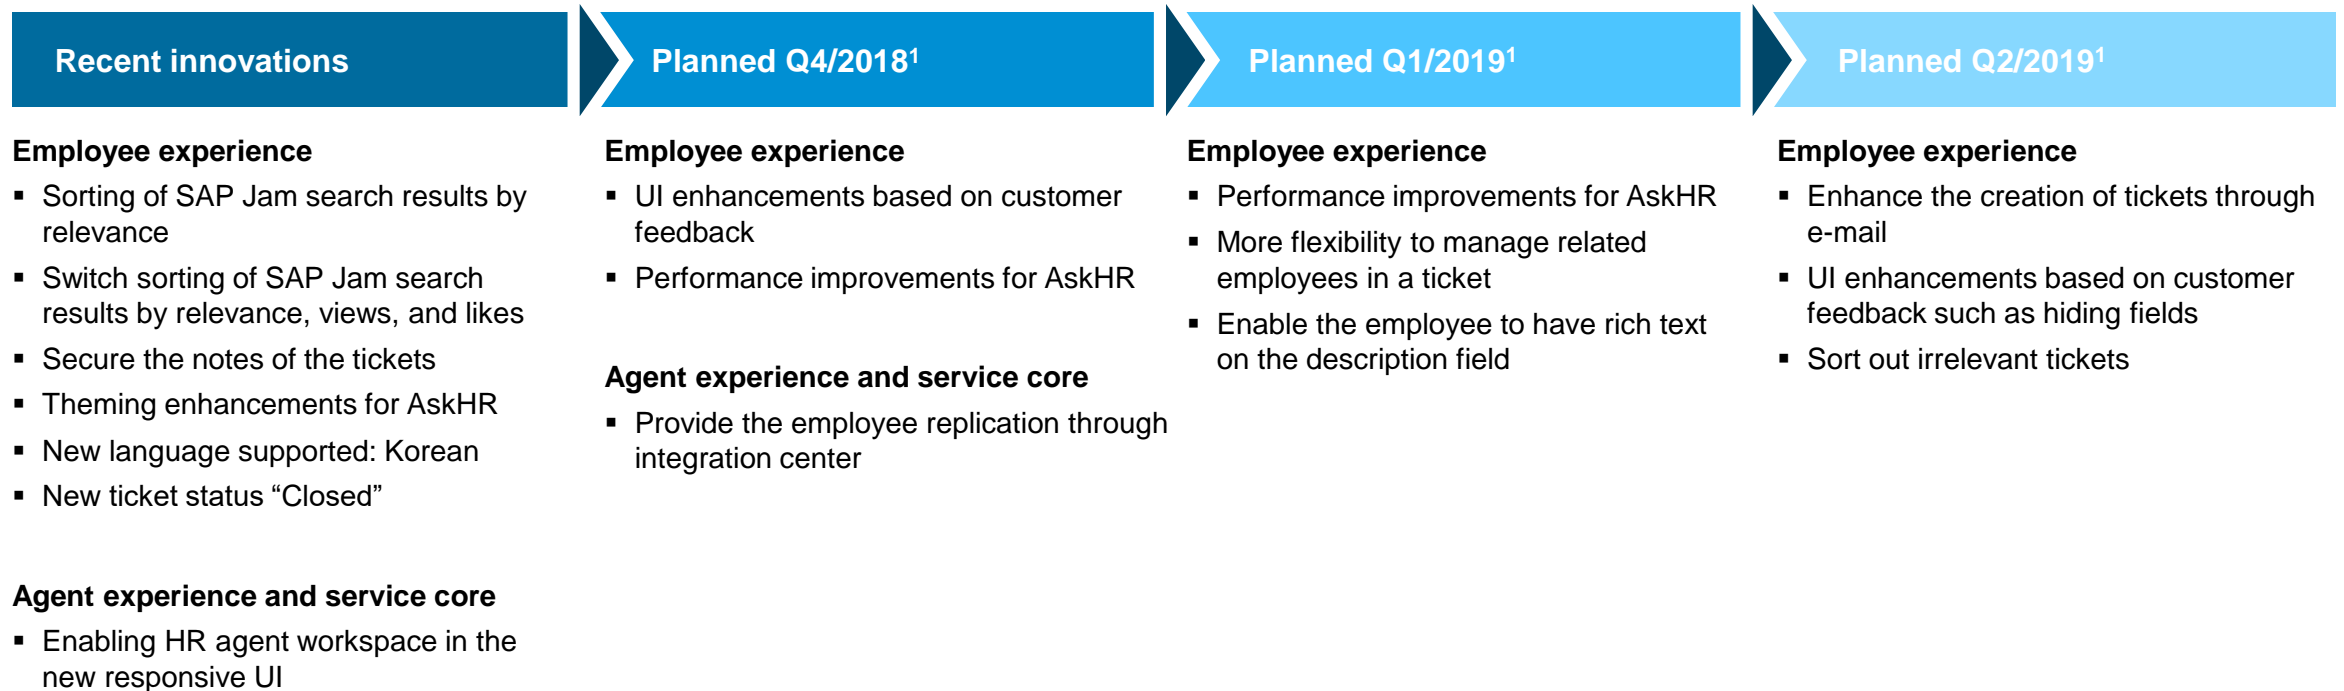 Recent innovations
Planned Q4/2018¹
Planned Q1/2019¹
Planned Q2/2019¹
Employee experience
▪ Sorting of SAP Jam search results by
relevance
▪ Switch sorting of SAP Jam search
results by relevance, views, and likes
▪ Secure the notes of the tickets
▪ Theming enhancements for AskHR
▪ New language supported: Korean
▪ New ticket status “Closed”
Agent experience and service core
▪ Enabling HR agent workspace in the
new responsive UI
Employee experience
▪ UI enhancements based on customer
feedback
▪ Performance improvements for AskHR
Agent experience and service core
▪ Provide the employee replication through
integration center
Employee experience
▪ Performance improvements for AskHR
▪ More flexibility to manage related
employees in a ticket
▪ Enable the employee to have rich text
on the description field
Employee experience
▪ Enhance the creation of tickets through
e-mail
▪ UI enhancements based on customer
feedback such as hiding fields
▪ Sort out irrelevant tickets